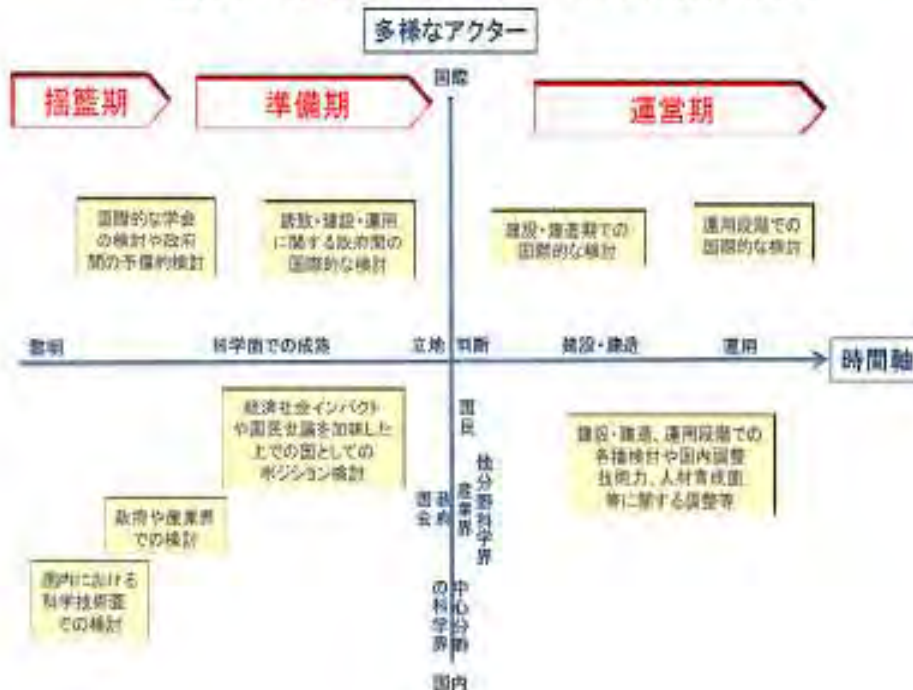 多様なアクター
国際
揺籃期
準備期
運営期
国際的な学会
の検討や政府
間の予備的検討
誘致・建設・運用
に関する政府間の
国際的な検討
建設・建造期での
国際的な検討
運用段階での
国際的な検討
黎明
科学面での成熟
立地判断
建設・建造
運用
時間軸
経済社会インパクト
や国民世論を加味した
上での国としての
ポジション検討
国民
他分野科学界
産業界
政府
国会
建設・建造、運用段階での
各種検討や国内調整
技術力、人材育成面
等に関する調整等
政府や産業界
での検討
国内における
科学技術面
での検討
中心分野
の科学界
国内